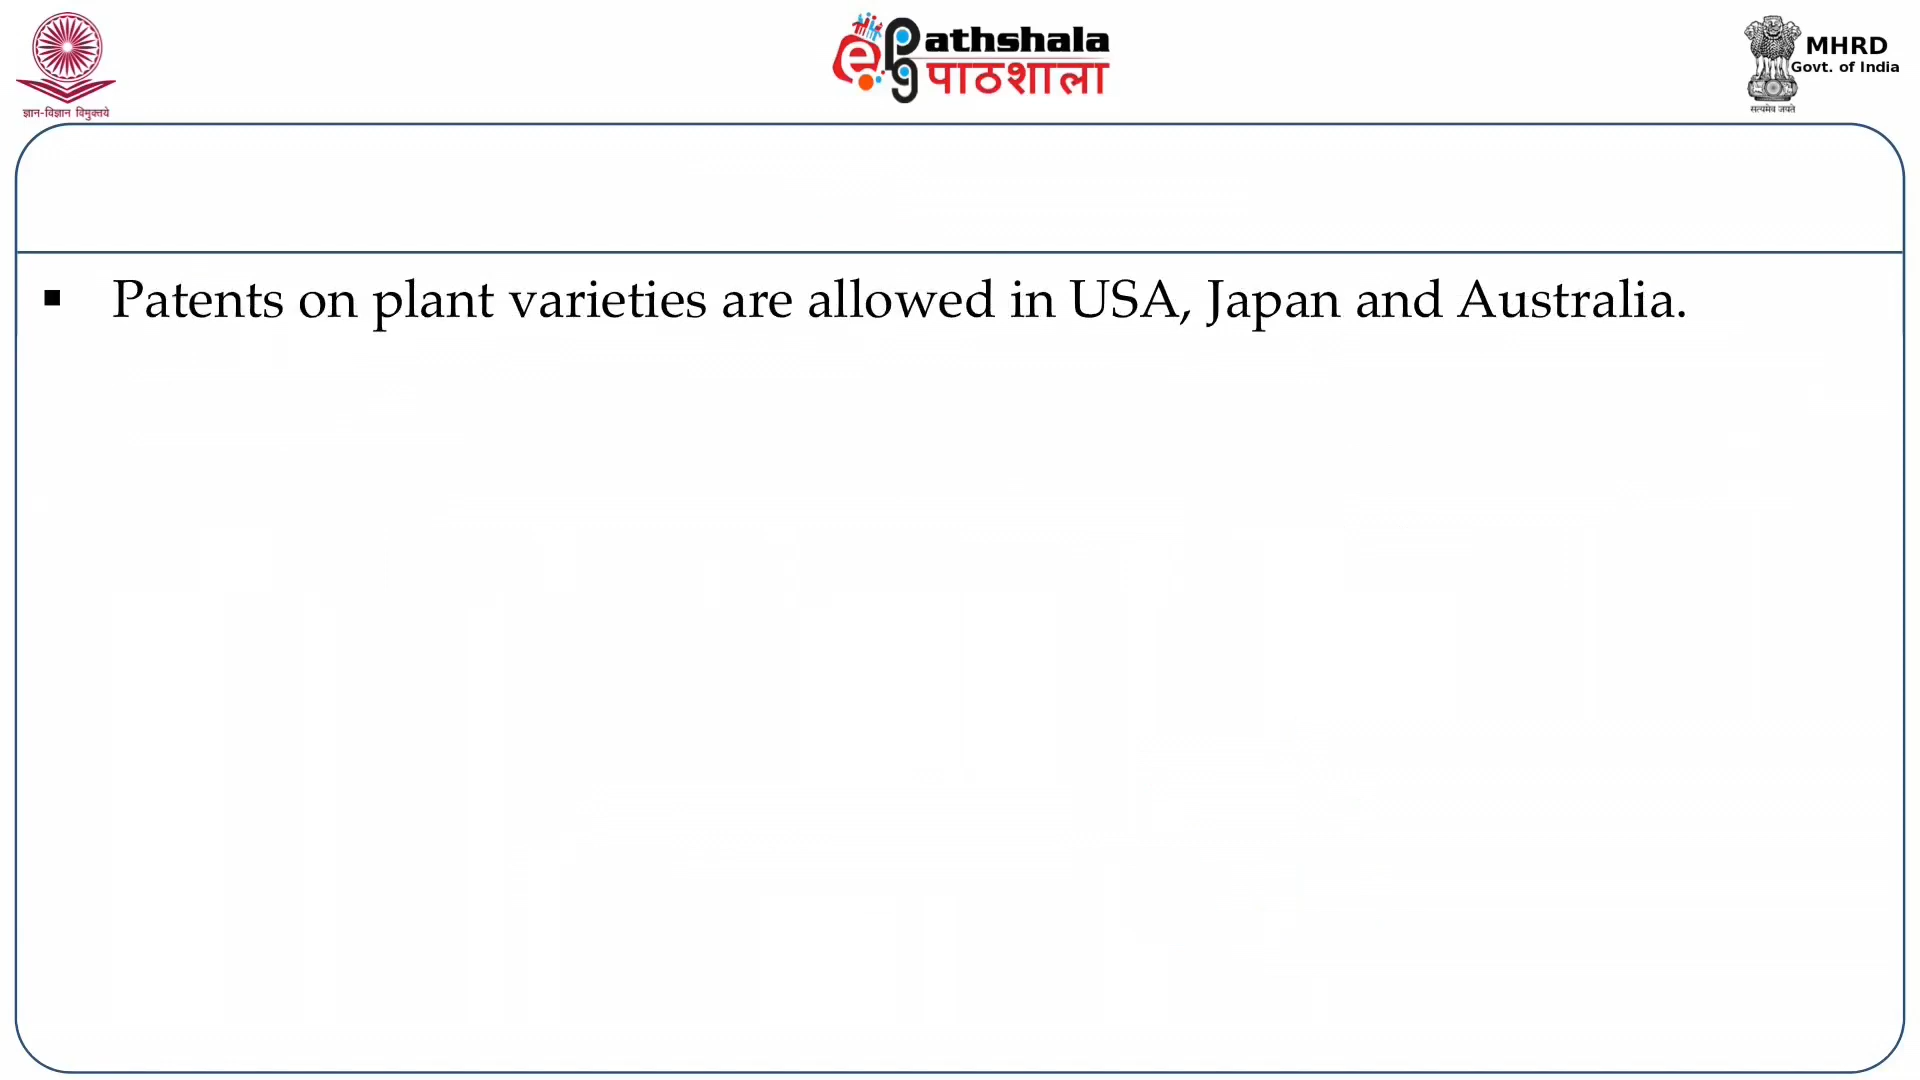 ज्ञान-विज्ञान विमुक्तये
ePathshala
pg पाठशाला
MHRD
Govt. of India
सत्यमेव जयते
▪ Patents on plant varieties are allowed in USA, Japan and Australia.